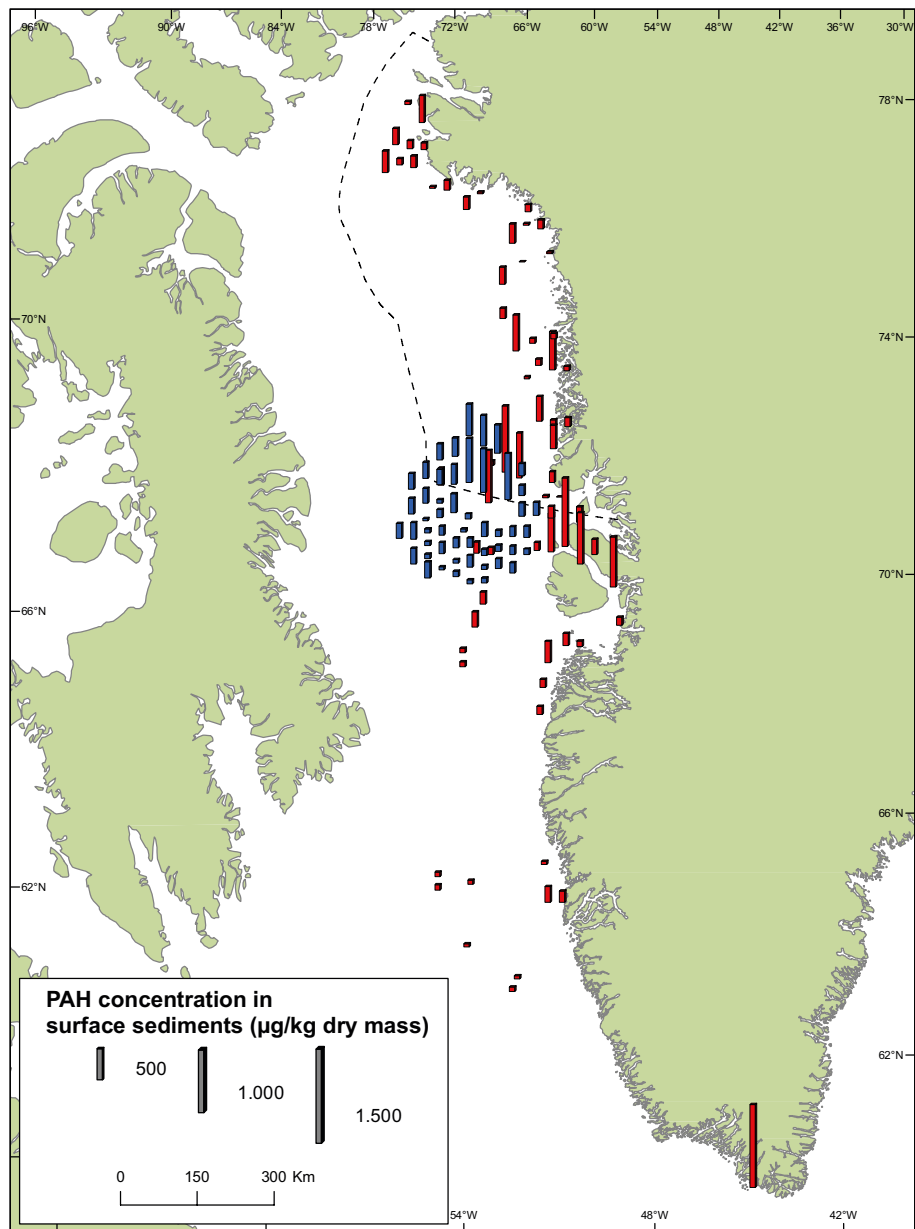 96°W 90°W 84°W 78°W 72°W 66°W 60°W 54°W 48°W 42°W 36°W 30°W
78°N
70°N
74°N
70°N
66°N
66°N
62°N
62°N
PAH concentration in
surface sediments (µg/kg dry mass)
500
1.000
1.500
0 150 300 Km
54°W 48°W 42°W